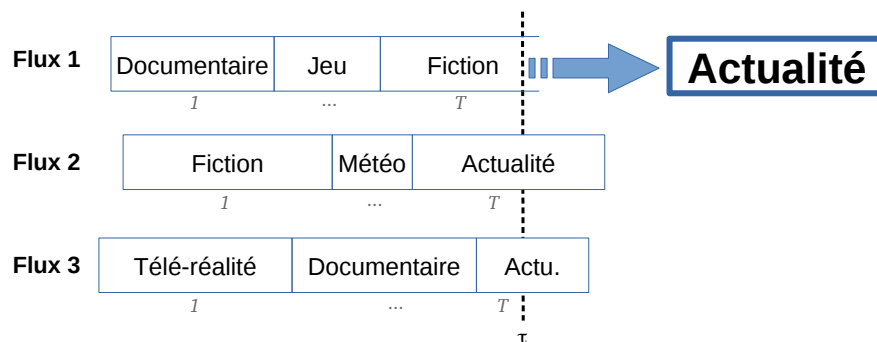 Flux 1 Documentaire Jeu Fiction Actualité
1 ... T
Flux 2 Fiction Météo Actualité
1 ... T
Flux 3 Télé-réalité Documentaire Actu.
1 ... T
τ